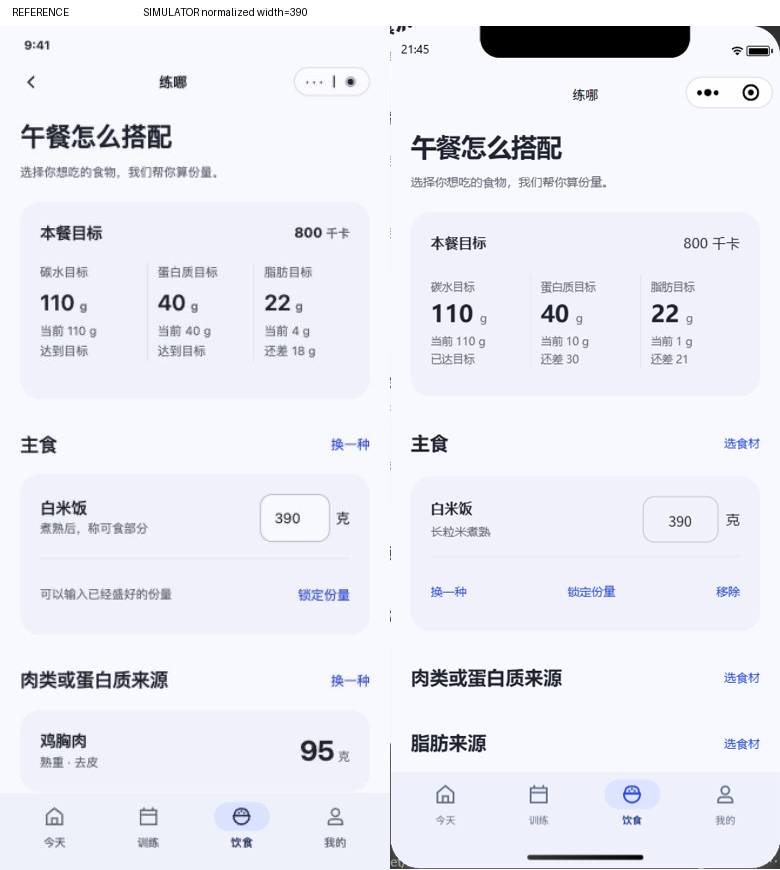 REFERENCE
SIMULATOR normalized width=390
9:41
练哪
午餐怎么搭配
选择你想吃的食物，我们帮你算份量。
本餐目标
800 千卡
碳水目标
蛋白质目标
脂肪目标
110 g
40 g
22 g
当前 110 g
当前 40 g
当前 4 g
达到目标
达到目标
还差 18 g
主食
换一种
白米饭
煮熟后，称可食部分
390 克
可以输入已经盛好的份量
锁定份量
肉类或蛋白质来源
换一种
鸡胸肉
熟重 · 去皮
95 克
今天
训练
饮食
我的
21:45
练哪
午餐怎么搭配
选择你想吃的食物，我们帮你算份量。
本餐目标
800 千卡
碳水目标
蛋白质目标
脂肪目标
110 g
40 g
22 g
当前 110 g
当前 10 g
当前 1 g
已达目标
还差 30
还差 21
主食
选食材
白米饭
长粒米煮熟
390 克
换一种
锁定份量
移除
肉类或蛋白质来源
选食材
脂肪来源
选食材
今天
训练
饮食
我的